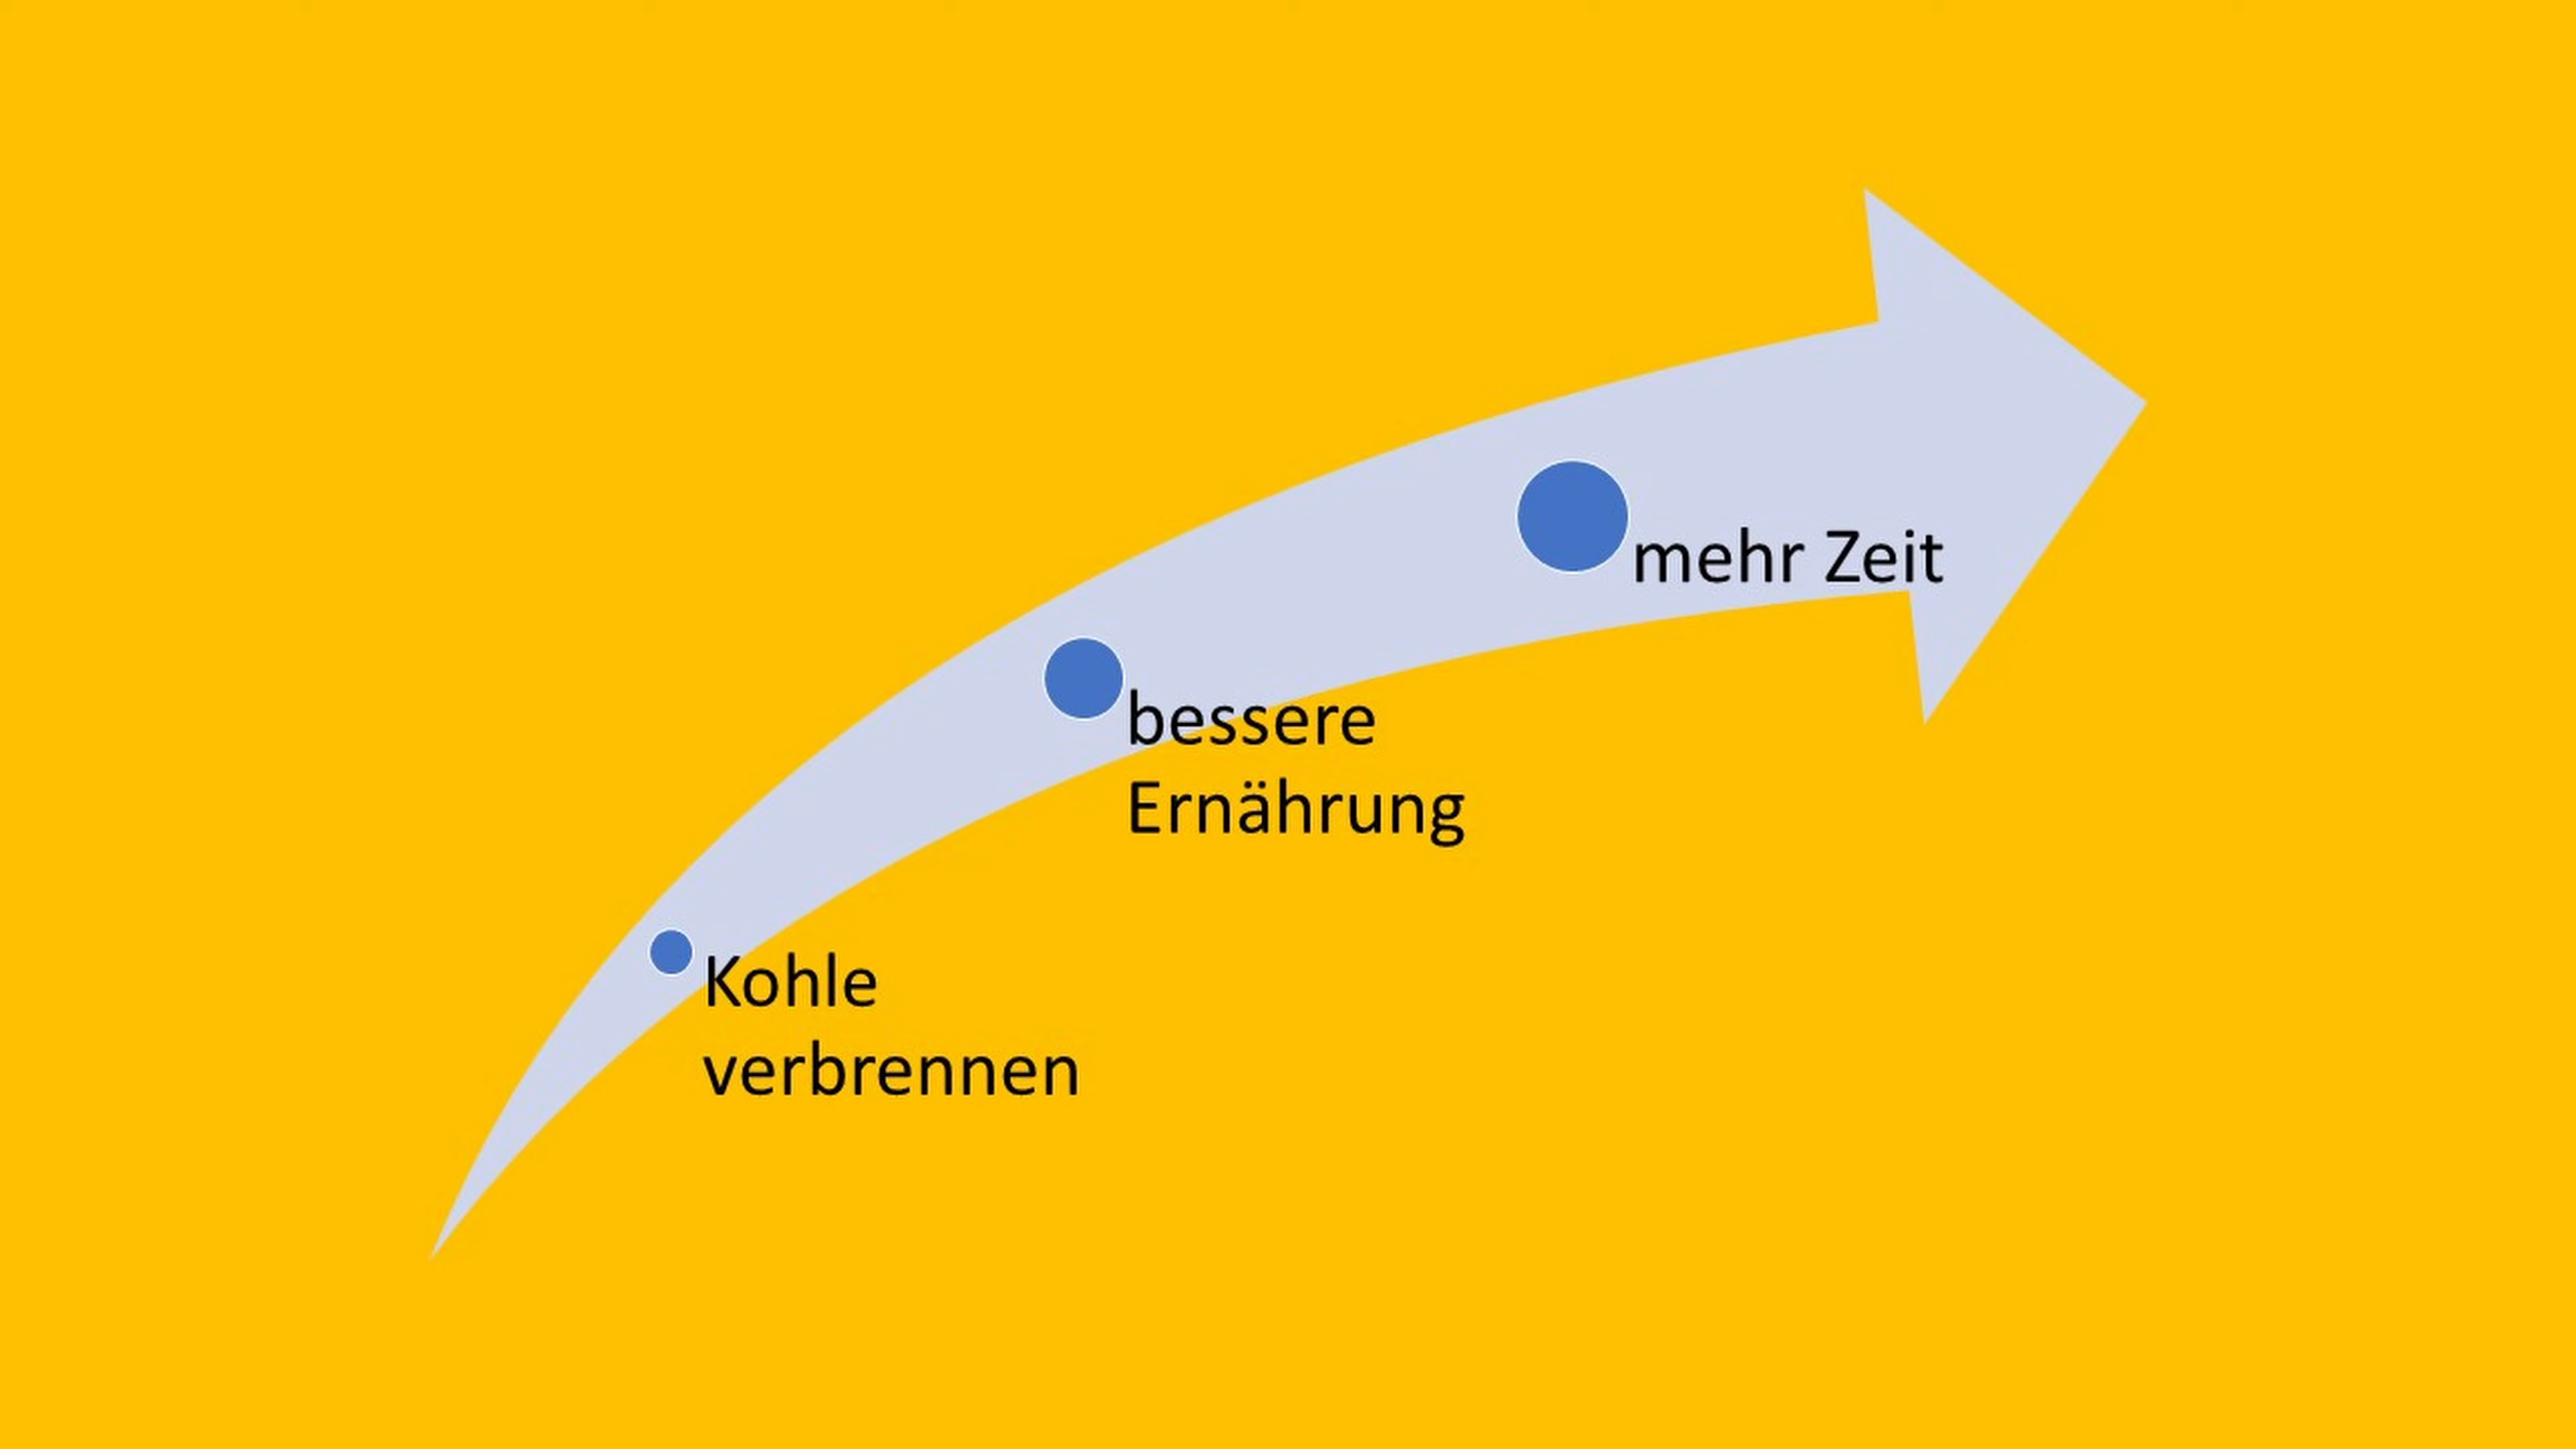 mehr Zeit
bessere
Ernährung
Kohle
verbrennen